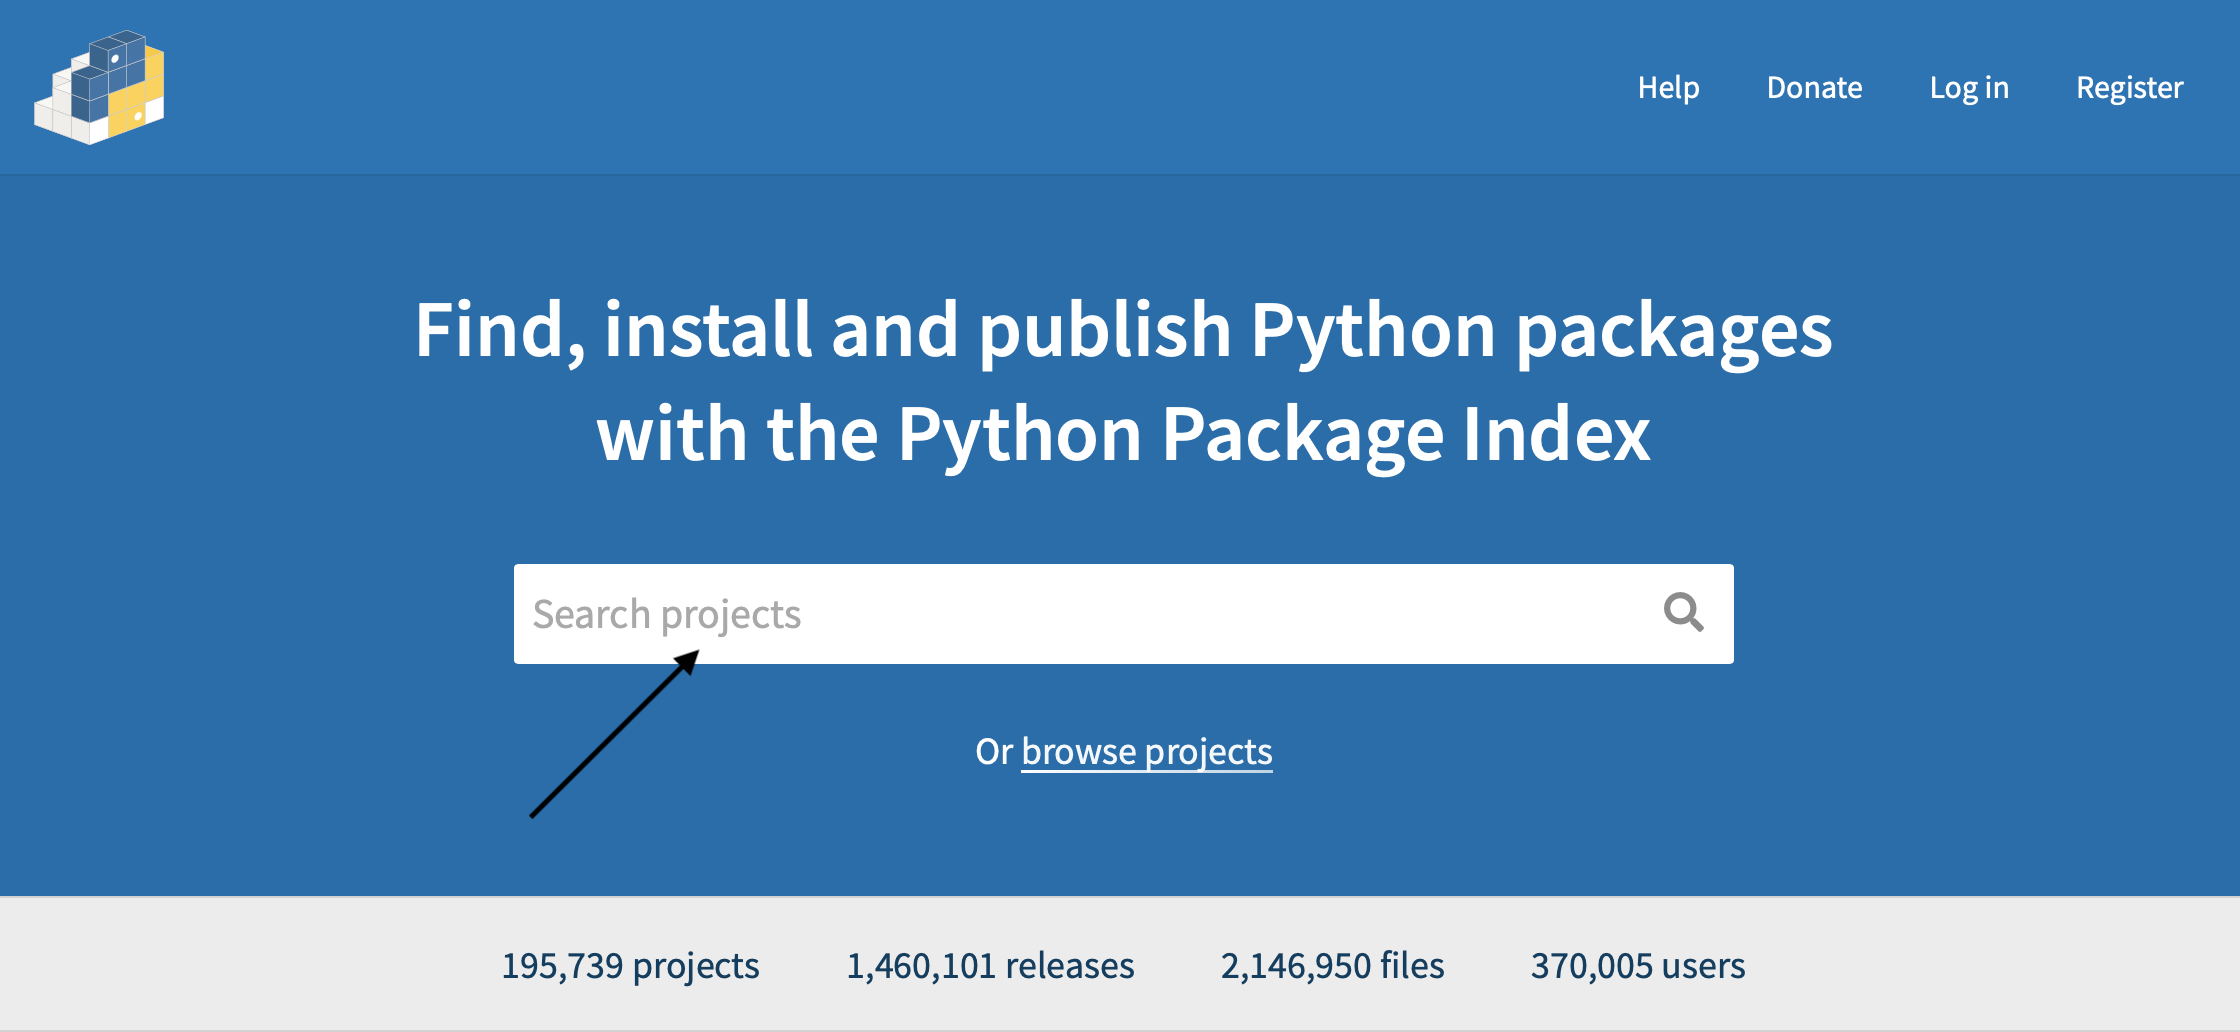 Help Donate Log in Register
Find, install and publish Python packages
with the Python Package Index
Search projects
Or browse projects
195,739 projects 1,460,101 releases 2,146,950 files 370,005 users